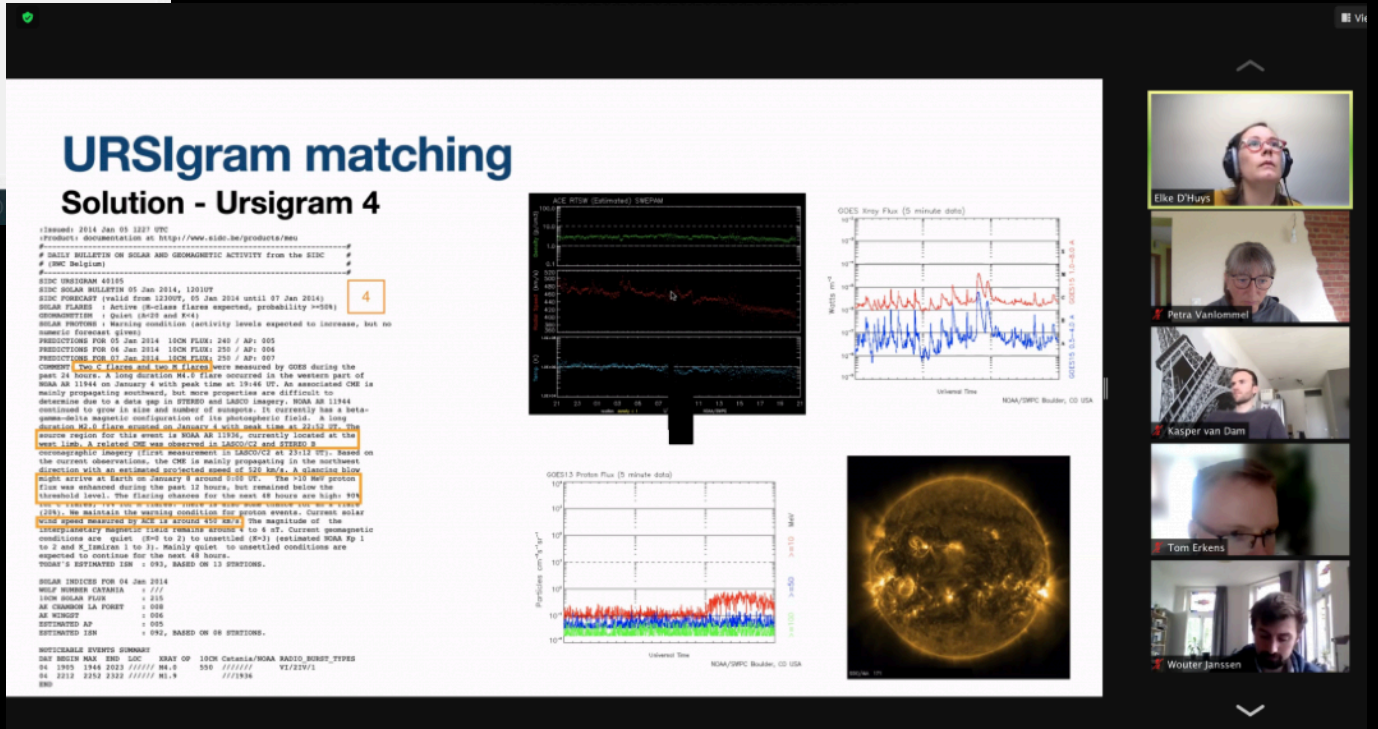 Vie
URSIgram matching
Solution - Ursigram 4
:Issued: 2014 Jan 05 1227 UTC
:Product: documentation at http://www.sidc.be/products/meu
#--------------------------------------------------------------------#
# DAILY BULLETIN ON SOLAR AND GEOMAGNETIC ACTIVITY from the SIDC #
# (RWC Belgium) #
#--------------------------------------------------------------------#
SIDC URSIGRAM 40105
SIDC SOLAR BULLETIN 05 Jan 2014, 1201UT
SIDC FORECAST (valid from 1230UT, 05 Jan 2014 until 07 Jan 2014)
SOLAR FLARES : Active (M-class flares expected, probability >=50%)
GEOMAGNETISM : Quiet (A<20 and K<4)
SOLAR PROTONS : Warning condition (activity levels expected to increase, but no
numeric forecast given)
PREDICTIONS FOR 05 Jan 2014 10CM FLUX: 240 / AP: 005
PREDICTIONS FOR 06 Jan 2014 10CM FLUX: 250 / AP: 006
PREDICTIONS FOR 07 Jan 2014 10CM FLUX: 250 / AP: 007
COMMENT: Two C flares and two M flares were measured by GOES during the
past 24 hours. A long duration M4.0 flare occurred in the western part of
NOAA AR 11944 on January 4 with peak time at 19:46 UT. An associated CME is
mainly propagating southward, but more properties are difficult to
determine due to a data gap in STEREO and LASCO imagery. NOAA AR 11944
continued to grow in size and number of sunspots. It currently has a beta-
gamma-delta magnetic configuration of its photospheric field. A long
duration M2.0 flare erupted on January 4 with peak time at 22:52 UT. The
source region for this event is NOAA AR 11936, currently located at the
west limb. A related CME was observed in LASCO/C2 and STEREO B
coronagraphic imagery (first measurement in LASCO/C2 at 23:12 UT). Based on
the current observations, the CME is mainly propagating in the northwest
direction with an estimated projected speed of 520 km/s. A glancing blow
might arrive at Earth on January 8 around 0:00 UT. The >10 MeV proton
flux was enhanced during the past 12 hours, but remained below the
threshold level. The flaring chances for the next 48 hours are high: 90%
(20%). We maintain the warning condition for proton events. Current solar
wind speed measured by ACE is around 450 km/s. The magnitude of the
interplanetary magnetic field remains around 4 to 6 nT. Current geomagnetic
conditions are quiet (K=0 to 2) to unsettled (K=3) (estimated NOAA Kp 1
to 2 and K_Izmiran 1 to 3). Mainly quiet to unsettled conditions are
expected to continue for the next 48 hours.
TODAY'S ESTIMATED ISN : 093, BASED ON 13 STATIONS.
SOLAR INDICES FOR 04 Jan 2014
WOLF NUMBER CATANIA : ///
10CM SOLAR FLUX : 215
AK CHAMBON LA FORET : 008
AK WINGST : 006
ESTIMATED AP : 005
ESTIMATED ISN : 092, BASED ON 08 STATIONS.
NOTICEABLE EVENTS SUMMARY
DAY BEGIN MAX END LOC XRAY OP 10CM Catania/NOAA RADIO_BURST_TYPES
04 1905 1946 2023 ////// M4.0 550 /////// VI/2IV/1
04 2212 2252 2322 ////// M1.9 ///1936
END
4
ACE RTSW (Estimated) SWEPAM
GOES Xray Flux (5 minute data)
Watts m⁻²
GOES15 1.0-8.0 A
GOES15 0.5-4.0 A
Universal Time
NOAA/SWPC Boulder, CO USA
GOES13 Proton Flux (5 minute data)
Particles cm⁻²s⁻¹sr⁻¹
MeV
>=10
>=50
>=100
Universal Time
NOAA/SWPC Boulder, CO USA
Elke D'Huys
Petra Vanlommel
Kasper van Dam
Tom Erkens
Wouter Janssen